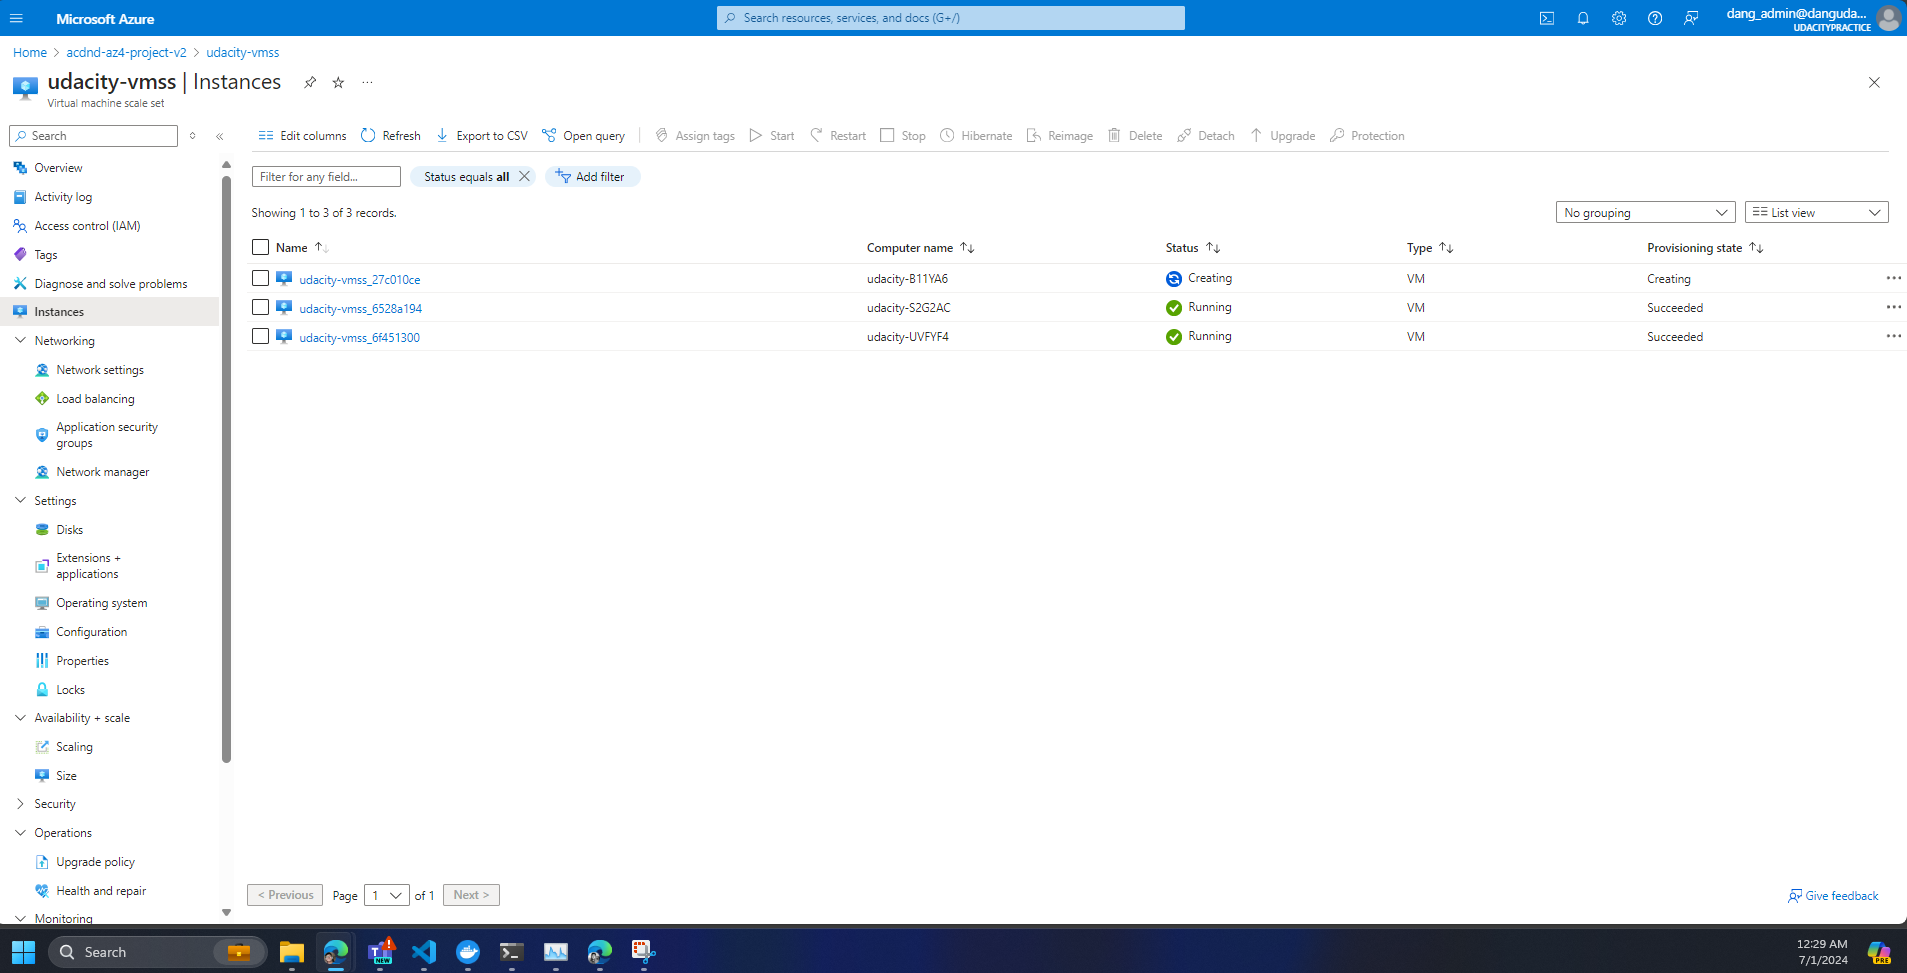 Microsoft Azure
Search resources, services, and docs (G+/)
dang_admin@danguda...
UDACITYPRACTICE
Home > acdnd-az4-project-v2 > udacity-vmss
udacity-vmss | Instances
Virtual machine scale set
Search
Edit columns Refresh Export to CSV Open query Assign tags Start Restart Stop Hibernate Reimage Delete Detach Upgrade Protection
Overview
Activity log
Access control (IAM)
Tags
Diagnose and solve problems
Instances
Networking
Network settings
Load balancing
Application security
groups
Network manager
Settings
Disks
Extensions +
applications
Operating system
Configuration
Properties
Locks
Availability + scale
Scaling
Size
Security
Operations
Upgrade policy
Health and repair
Monitoring
Filter for any field...
Status equals all
Add filter
Showing 1 to 3 of 3 records.
No grouping
List view
Name Computer name Status Type Provisioning state
udacity-vmss_27c010ce udacity-B11YA6 Creating VM Creating
udacity-vmss_6528a194 udacity-S2G2AC Running VM Succeeded
udacity-vmss_6f451300 udacity-UVFYF4 Running VM Succeeded
< Previous Page 1 of 1 Next >
Give feedback
Search
NEW
12:29 AM
7/1/2024
PRE